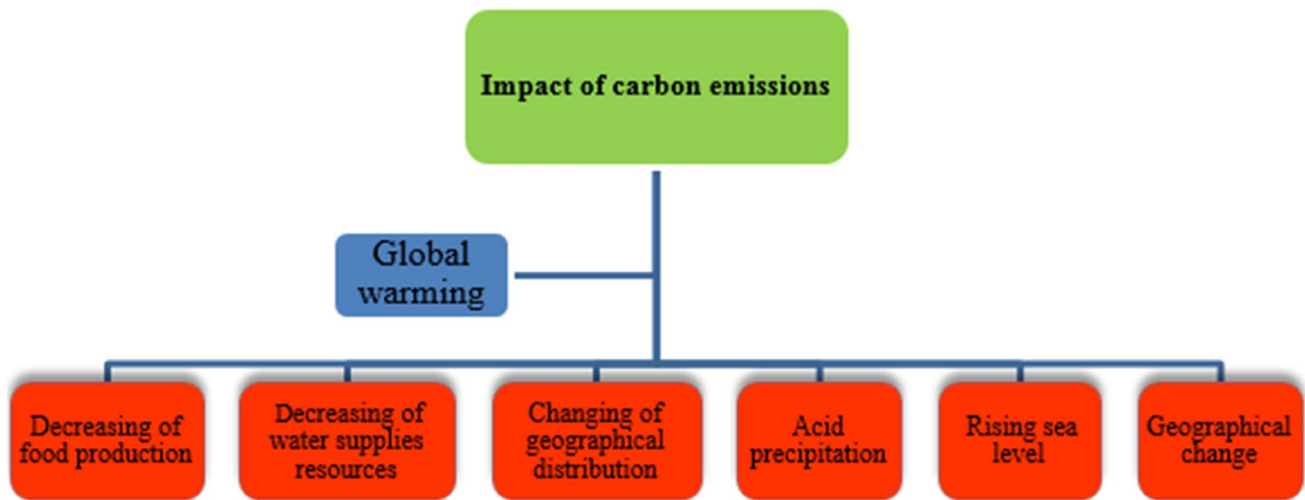 Impact of carbon emissions
Global
warming
Decreasing of
food production
Decreasing of
water supplies
resources
Changing of
geographical
distribution
Acid
precipitation
Rising sea
level
Geographical
change